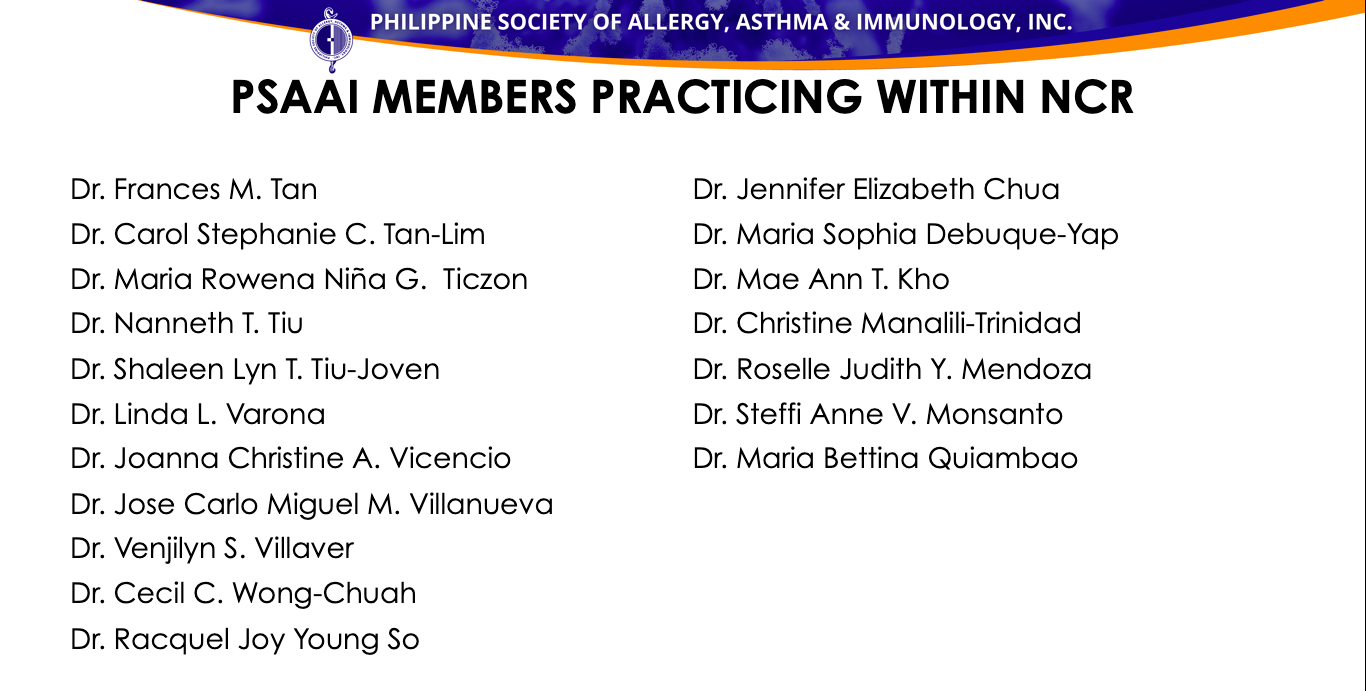 PHILIPPINE SOCIETY OF ALLERGY, ASTHMA & IMMUNOLOGY, INC.
PSAAI MEMBERS PRACTICING WITHIN NCR
Dr. Frances M. Tan
Dr. Carol Stephanie C. Tan-Lim
Dr. Maria Rowena Niña G.  Ticzon
Dr. Nanneth T. Tiu
Dr. Shaleen Lyn T. Tiu-Joven
Dr. Linda L. Varona
Dr. Joanna Christine A. Vicencio
Dr. Jose Carlo Miguel M. Villanueva
Dr. Venjilyn S. Villaver
Dr. Cecil C. Wong-Chuah
Dr. Racquel Joy Young So
Dr. Jennifer Elizabeth Chua
Dr. Maria Sophia Debuque-Yap
Dr. Mae Ann T. Kho
Dr. Christine Manalili-Trinidad
Dr. Roselle Judith Y. Mendoza
Dr. Steffi Anne V. Monsanto
Dr. Maria Bettina Quiambao